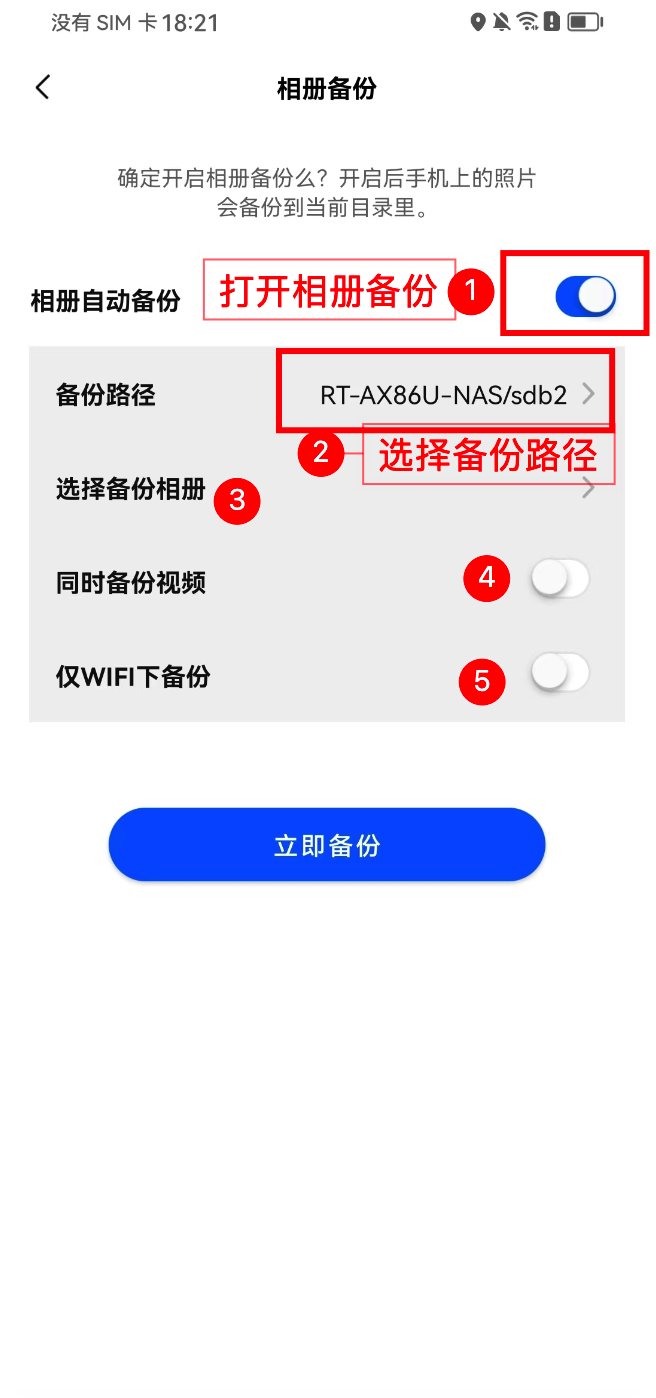 没有 SIM 卡 18:21
相册备份
确定开启相册备份么？开启后手机上的照片
会备份到当前目录里。
相册自动备份 打开相册备份 1
备份路径 RT-AX86U-NAS/sdb2
2 选择备份路径
选择备份相册 3
同时备份视频 4
仅WIFI下备份 5
立即备份